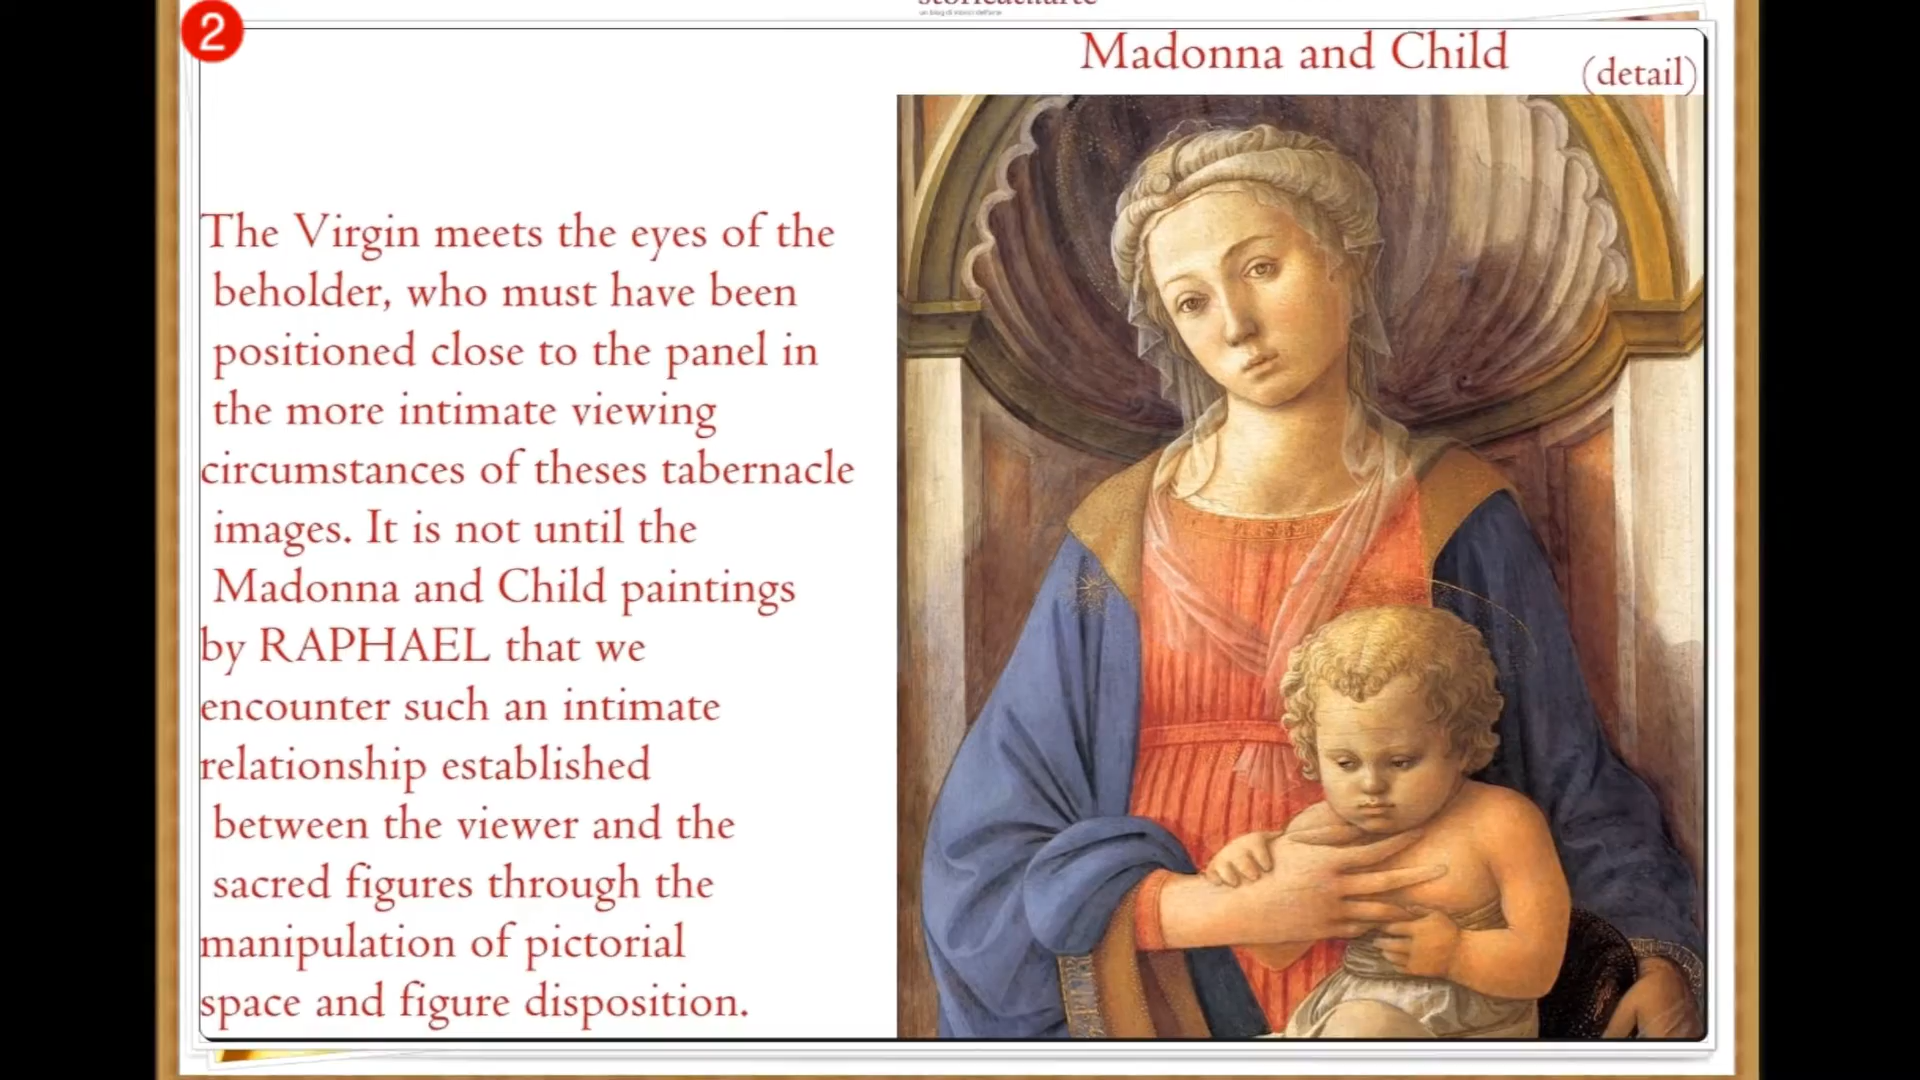 2
Madonna and Child
(detail)
The Virgin meets the eyes of the
beholder, who must have been
positioned close to the panel in
the more intimate viewing
circumstances of theses tabernacle
images. It is not until the
Madonna and Child paintings
by RAPHAEL that we
encounter such an intimate
relationship established
between the viewer and the
sacred figures through the
manipulation of pictorial
space and figure disposition.